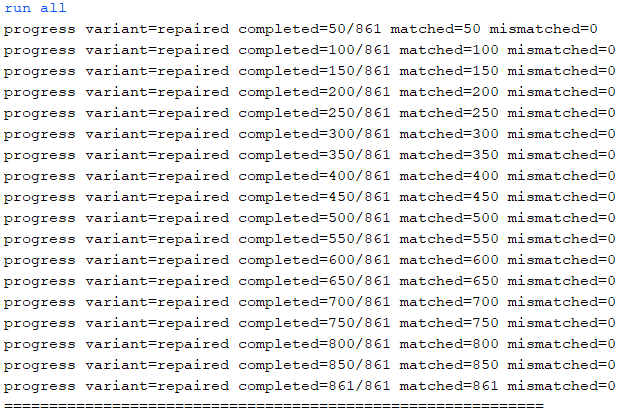 run all
progress variant=repaired completed=50/861 matched=50 mismatched=0
progress variant=repaired completed=100/861 matched=100 mismatched=0
progress variant=repaired completed=150/861 matched=150 mismatched=0
progress variant=repaired completed=200/861 matched=200 mismatched=0
progress variant=repaired completed=250/861 matched=250 mismatched=0
progress variant=repaired completed=300/861 matched=300 mismatched=0
progress variant=repaired completed=350/861 matched=350 mismatched=0
progress variant=repaired completed=400/861 matched=400 mismatched=0
progress variant=repaired completed=450/861 matched=450 mismatched=0
progress variant=repaired completed=500/861 matched=500 mismatched=0
progress variant=repaired completed=550/861 matched=550 mismatched=0
progress variant=repaired completed=600/861 matched=600 mismatched=0
progress variant=repaired completed=650/861 matched=650 mismatched=0
progress variant=repaired completed=700/861 matched=700 mismatched=0
progress variant=repaired completed=750/861 matched=750 mismatched=0
progress variant=repaired completed=800/861 matched=800 mismatched=0
progress variant=repaired completed=850/861 matched=850 mismatched=0
progress variant=repaired completed=861/861 matched=861 mismatched=0
============================================================